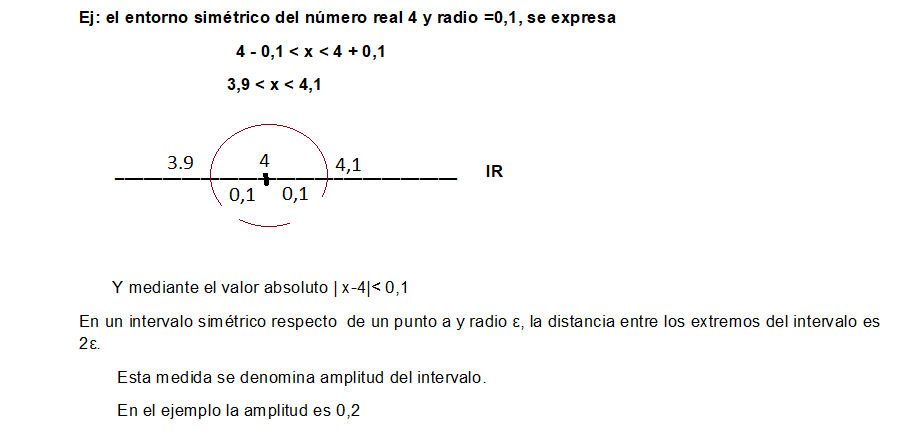 Ej: el entorno simétrico del número real 4 y radio =0,1, se expresa
4 - 0,1 < x < 4 + 0,1
3,9 < x < 4,1
3.9 4 4,1 IR
0,1 0,1
Y mediante el valor absoluto | x-4|< 0,1
En un intervalo simétrico respecto de un punto a y radio ε, la distancia entre los extremos del intervalo es
2ε.
Esta medida se denomina amplitud del intervalo.
En el ejemplo la amplitud es 0,2